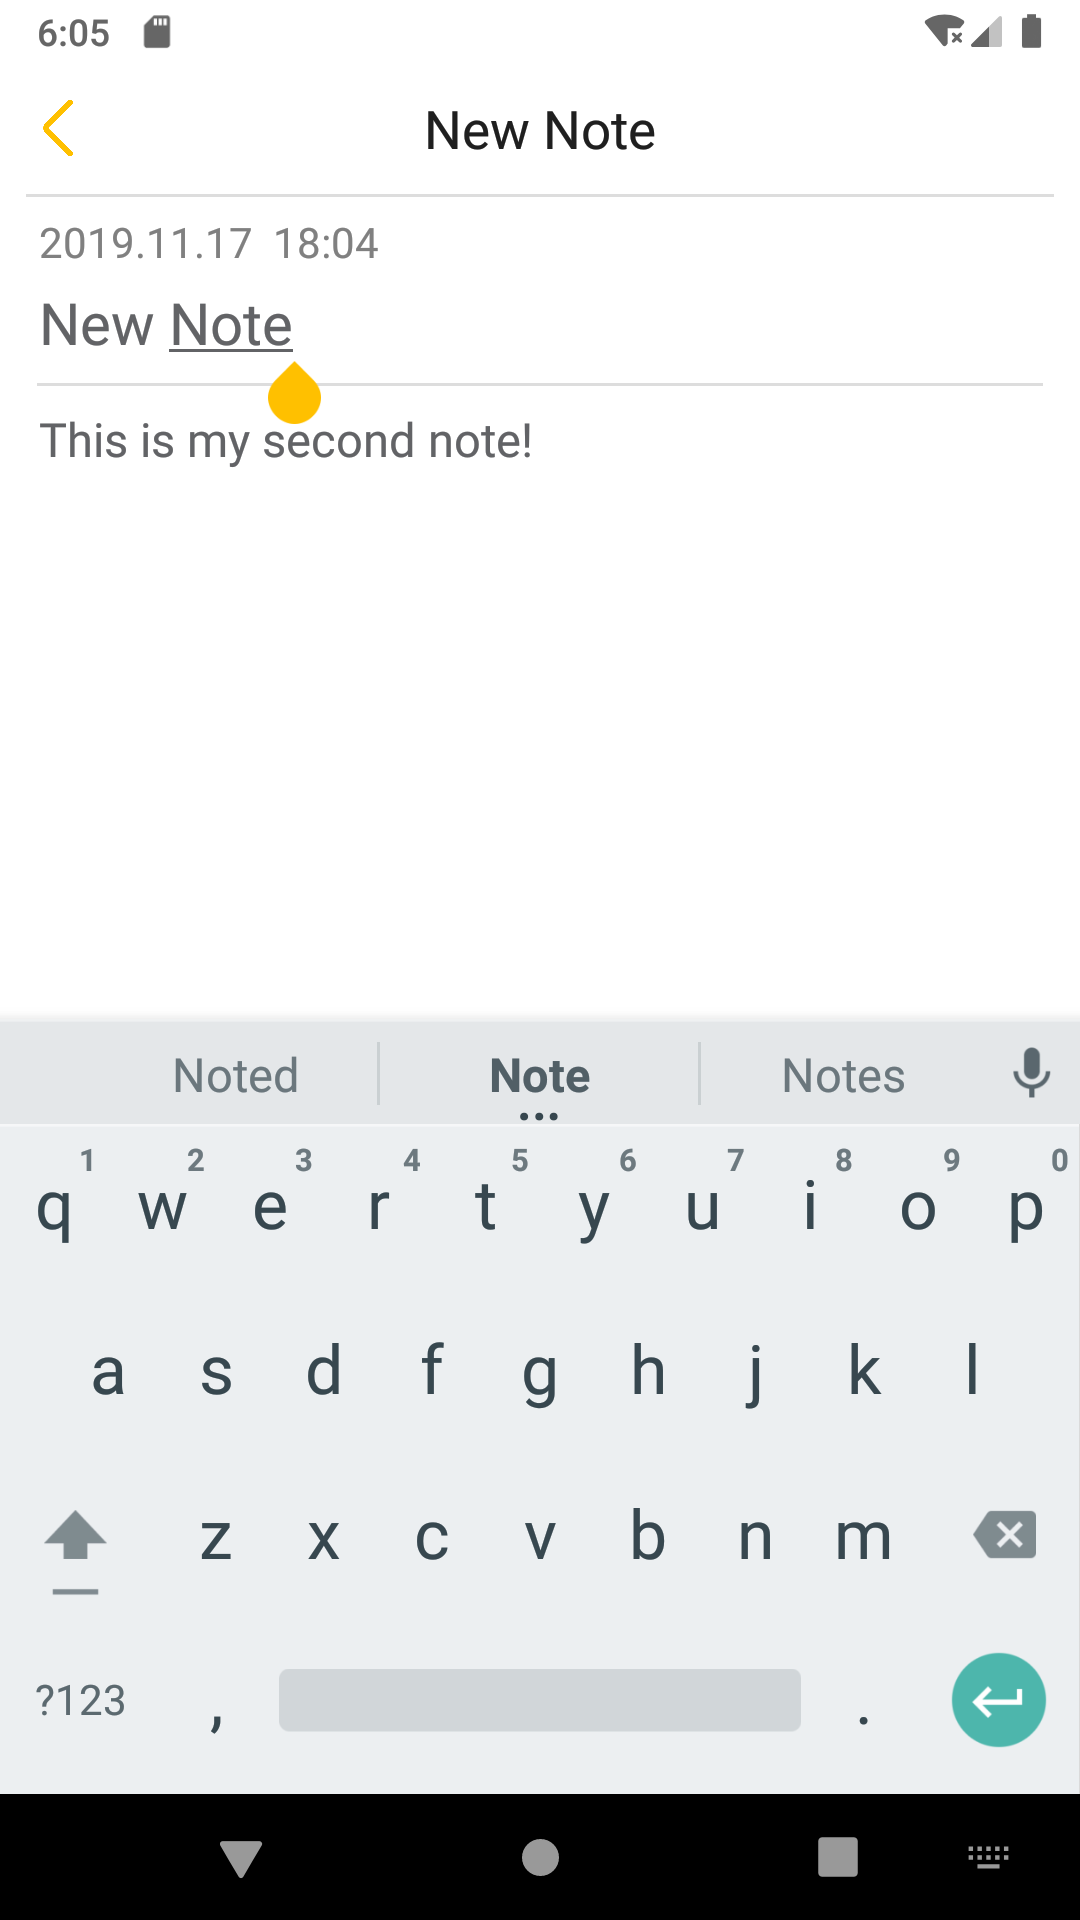 6:05
New Note
2019.11.17 18:04
New Note
This is my second note!
Noted Note Notes
1 2 3 4 5 6 7 8 9 0
q w e r t y u i o p
a s d f g h j k l
z x c v b n m
?123 , .